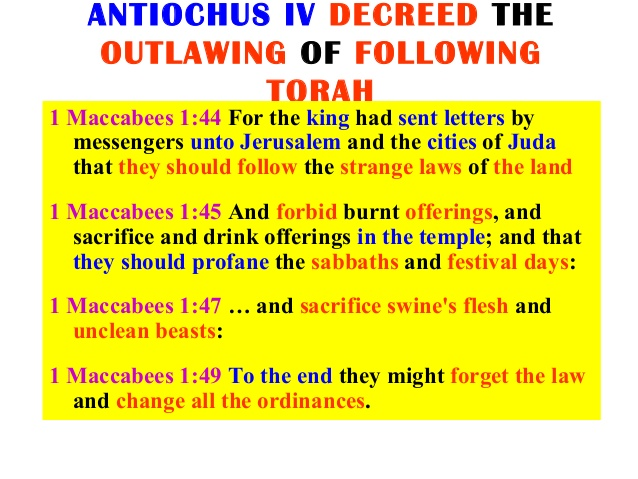 ANTIOCHUS IV DECREED THE
OUTLAWING OF FOLLOWING
TORAH
1 Maccabees 1:44 For the king had sent letters by
messengers unto Jerusalem and the cities of Juda
that they should follow the strange laws of the land
1 Maccabees 1:45 And forbid burnt offerings, and
sacrifice and drink offerings in the temple; and that
they should profane the sabbaths and festival days:
1 Maccabees 1:47 … and sacrifice swine's flesh and
unclean beasts:
1 Maccabees 1:49 To the end they might forget the law
and change all the ordinances.